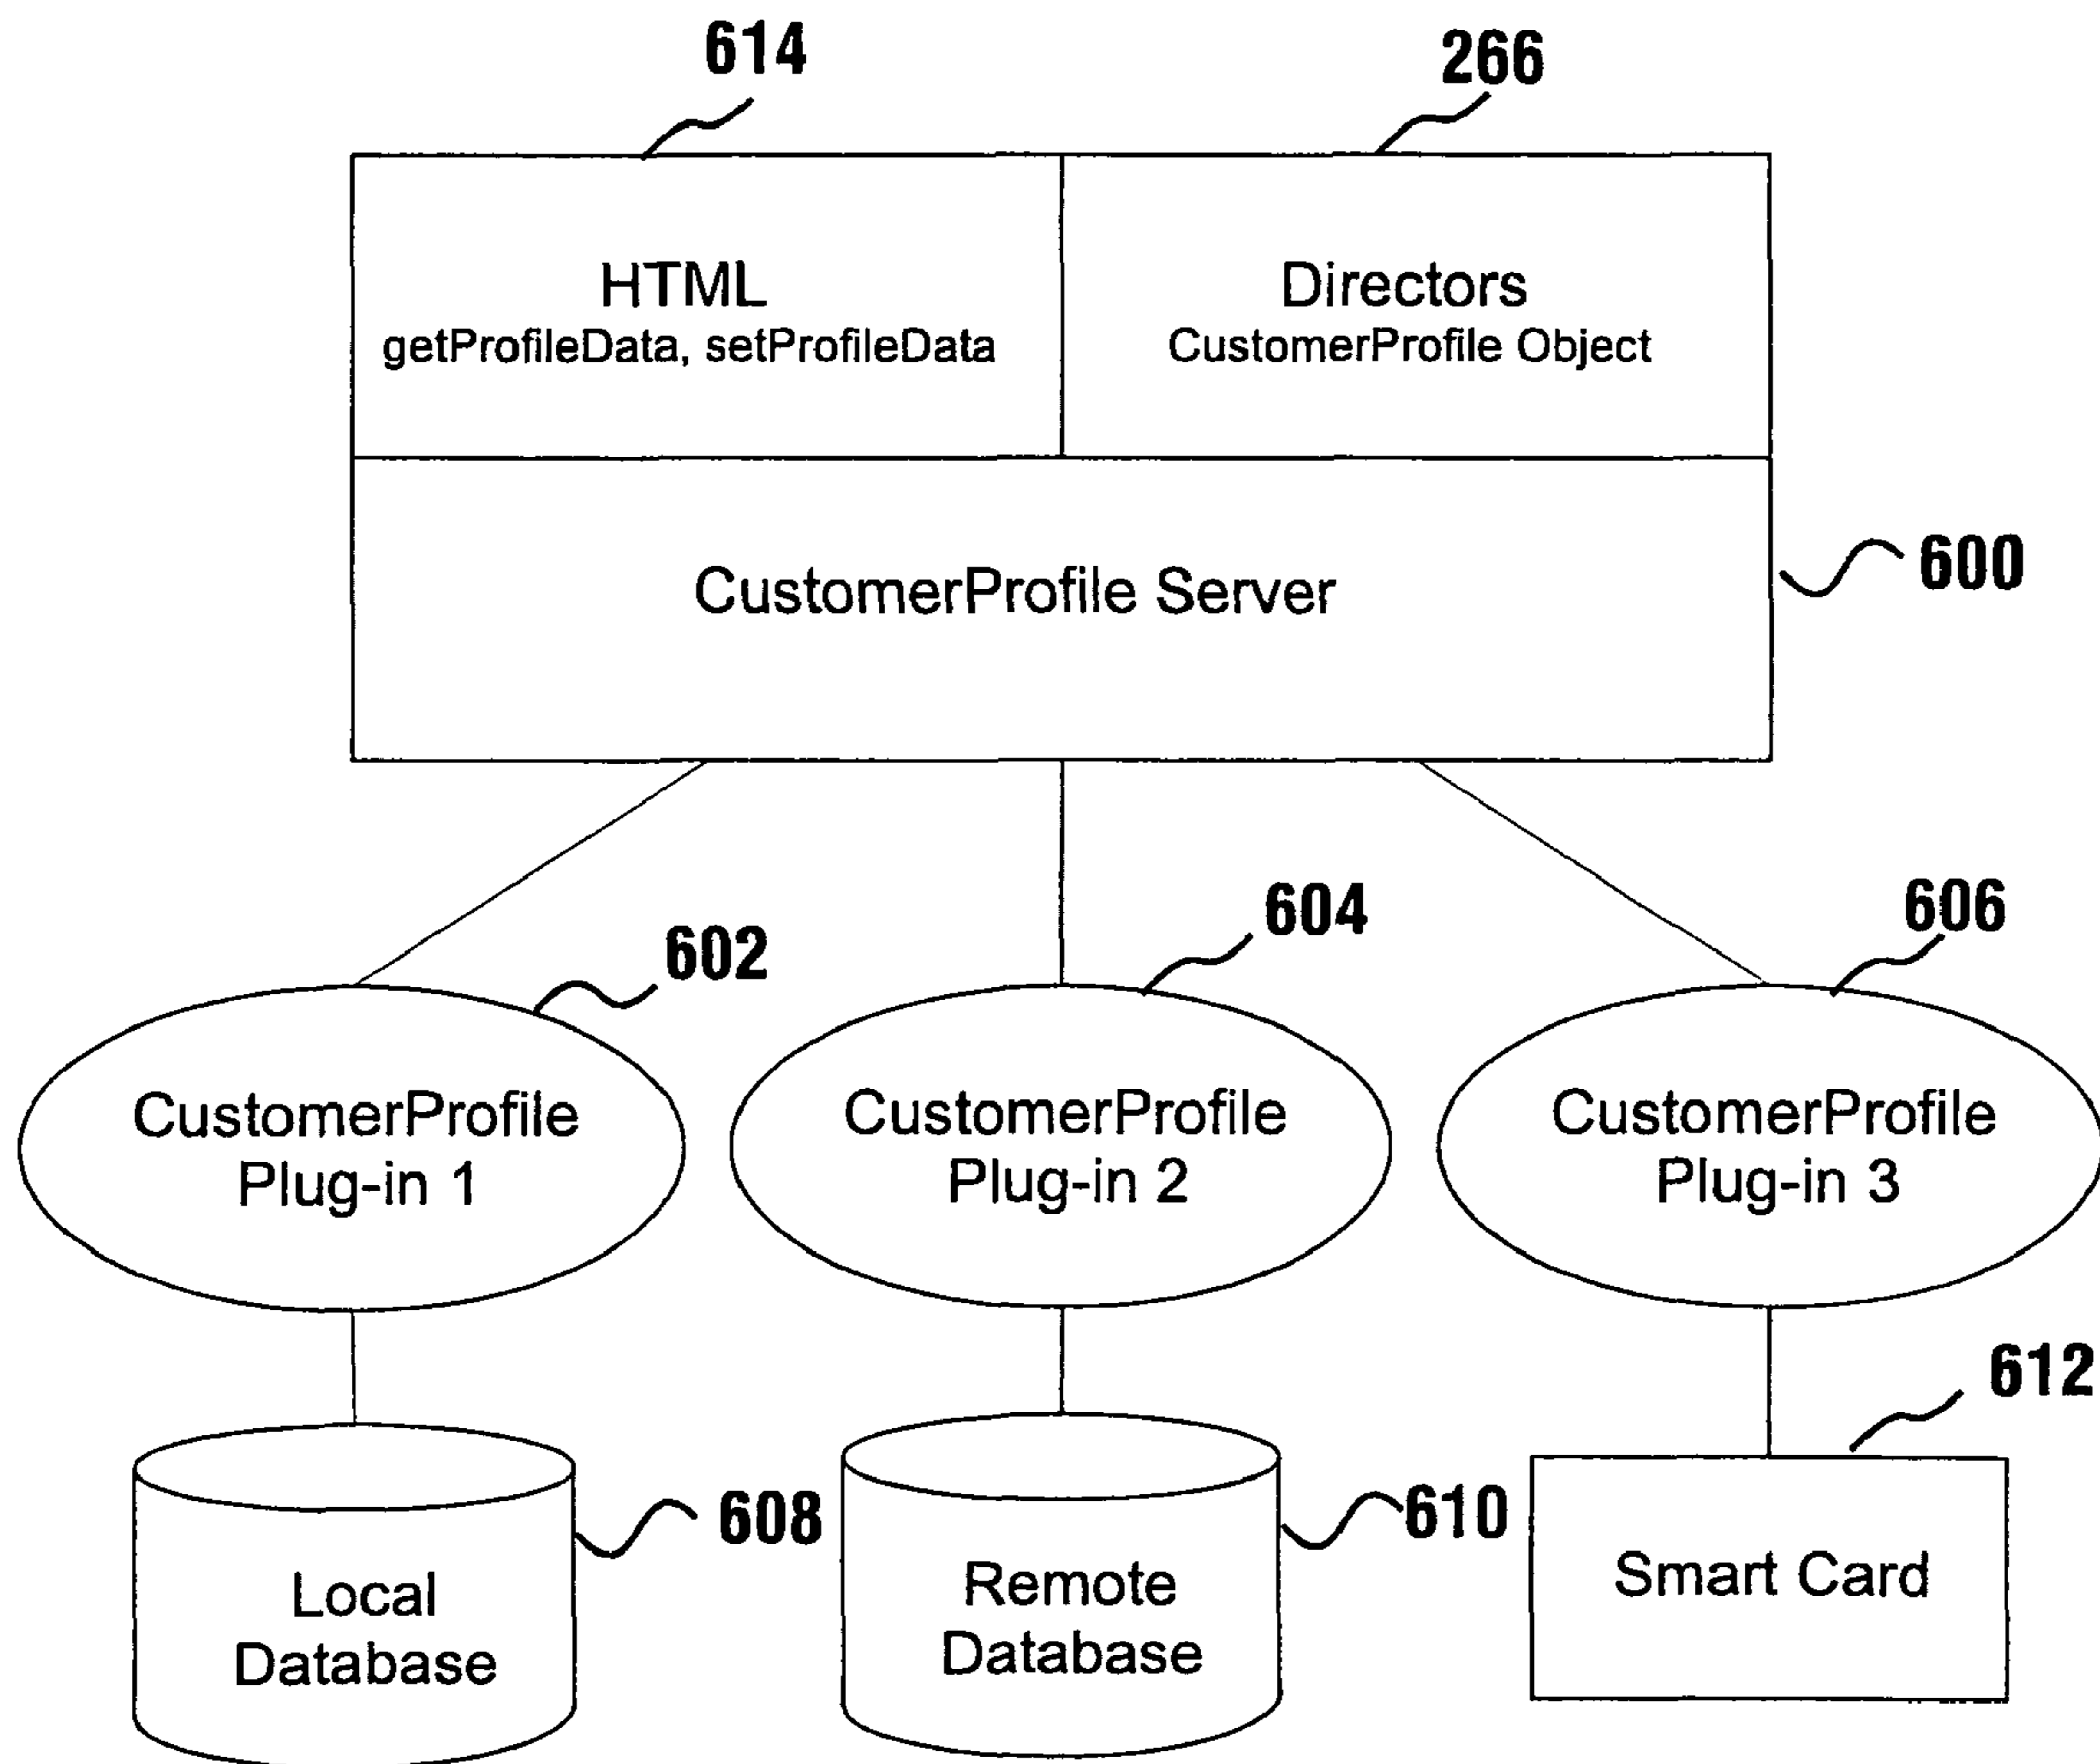 614
266
HTML
getProfileData, setProfileData
Directors
CustomerProfile Object
CustomerProfile Server
600
602
604
606
CustomerProfile
Plug-in 1
CustomerProfile
Plug-in 2
CustomerProfile
Plug-in 3
612
608
610
Local
Database
Remote
Database
Smart Card